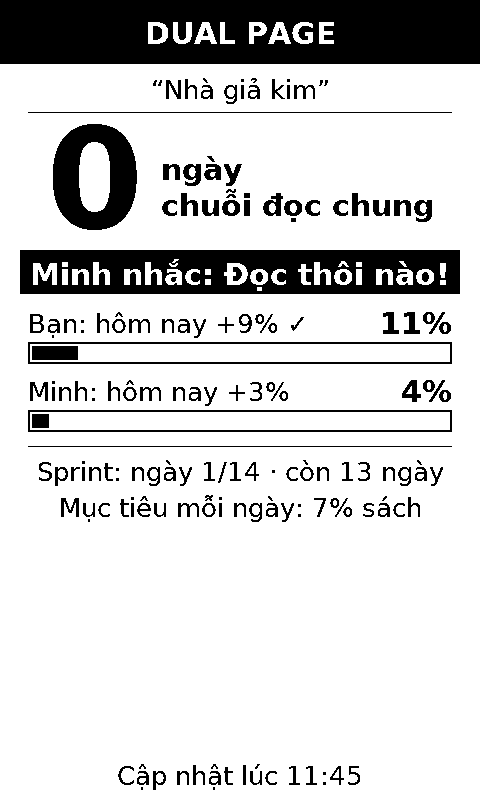 DUAL PAGE
“Nhà giả kim”
0
ngày
chuỗi đọc chung
Minh nhắc: Đọc thôi nào!
Bạn: hôm nay +9% ✓ 11%
Minh: hôm nay +3% 4%
Sprint: ngày 1/14 · còn 13 ngày
Mục tiêu mỗi ngày: 7% sách
Cập nhật lúc 11:45